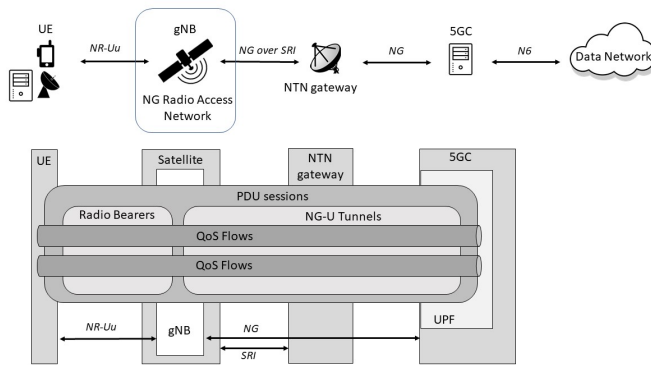 UE
gNB
5GC
NR-Uu
NG over SRI
NG
N6
Data Network
NTN gateway
NG Radio Access
Network
UE
Satellite
NTN
gateway
5GC
PDU sessions
Radio Bearers
NG-U Tunnels
QoS Flows
QoS Flows
NR-Uu
gNB
NG
UPF
SRI